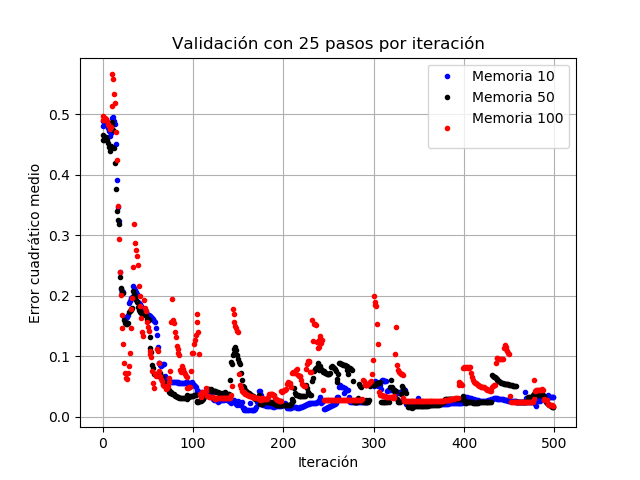 Validación con 25 pasos por iteración
Memoria 10
Memoria 50
Memoria 100
Error cuadrático medio
0.5
0.4
0.3
0.2
0.1
0.0
0
100
200
300
400
500
Iteración